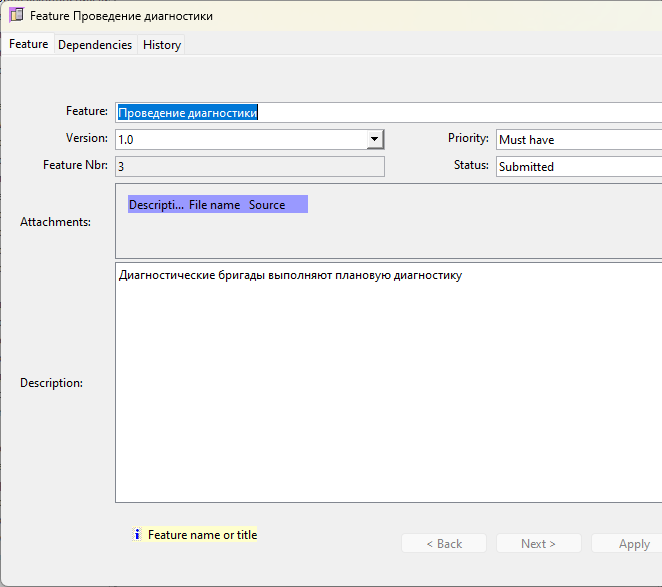 Feature Проведение диагностики
Feature Dependencies History
Feature: Проведение диагностики
Version: 1.0 Priority: Must have
Feature Nbr: 3 Status: Submitted
Descripti... File name Source
Attachments:
Диагностические бригады выполняют плановую диагностику
Description:
i Feature name or title
< Back Next > Apply